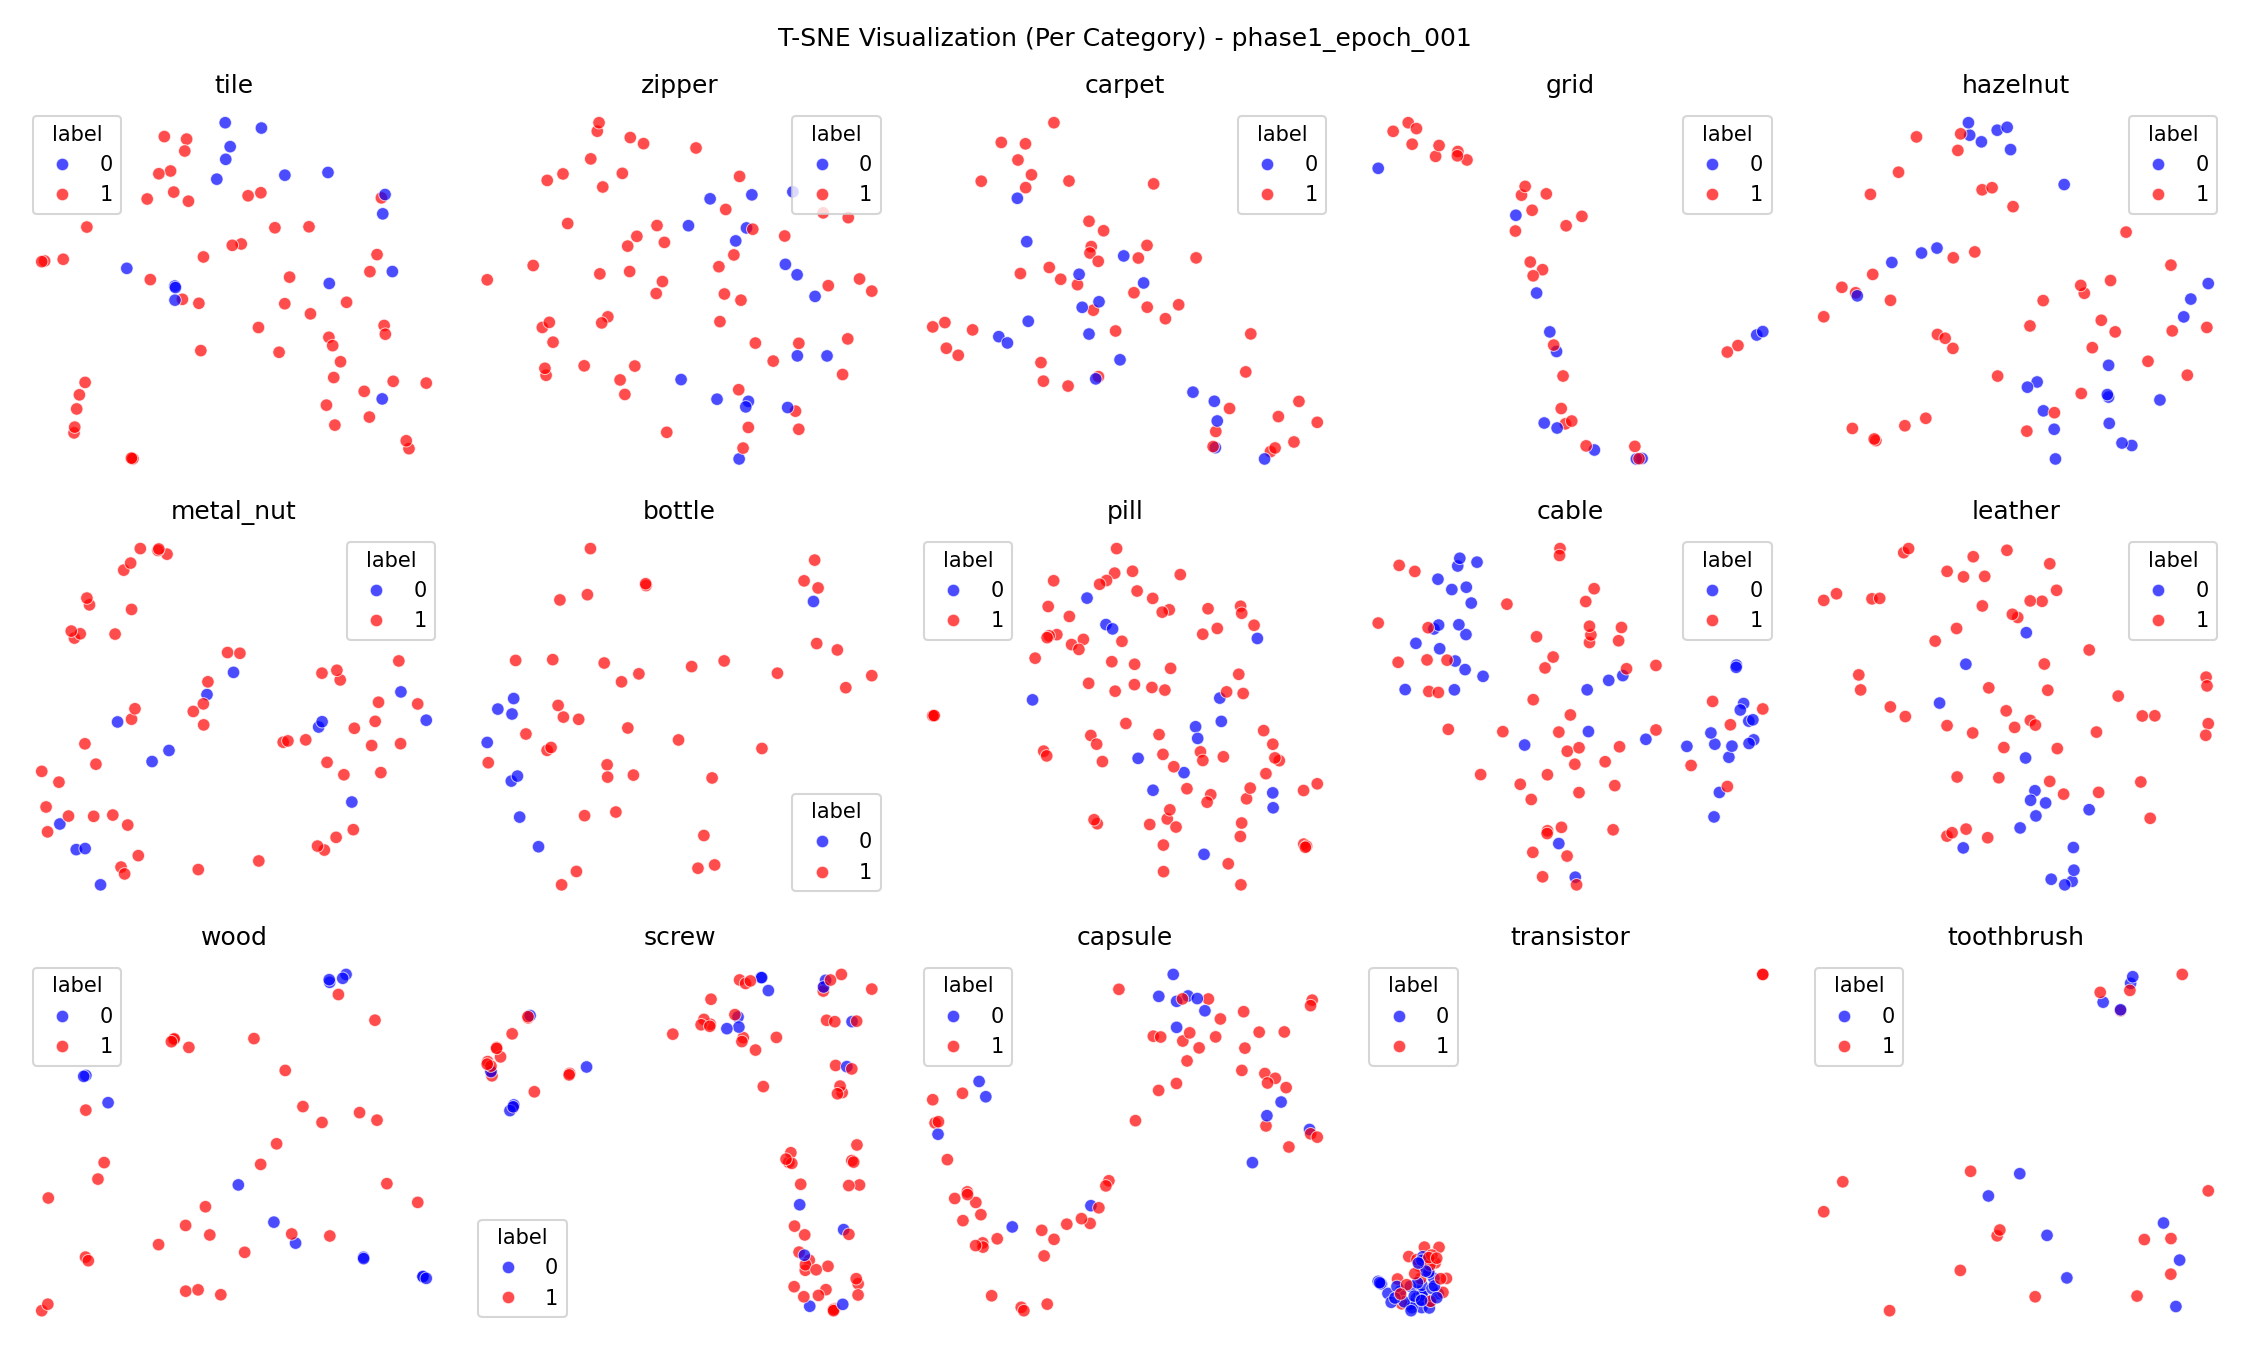 T-SNE Visualization (Per Category) - phase1_epoch_001
tile
zipper
carpet
grid
hazelnut
label
0
1
label
0
1
label
0
1
label
0
1
label
0
1
metal_nut
bottle
pill
cable
leather
label
0
1
label
0
1
label
0
1
label
0
1
label
0
1
wood
screw
capsule
transistor
toothbrush
label
0
1
label
0
1
label
0
1
label
0
1
label
0
1